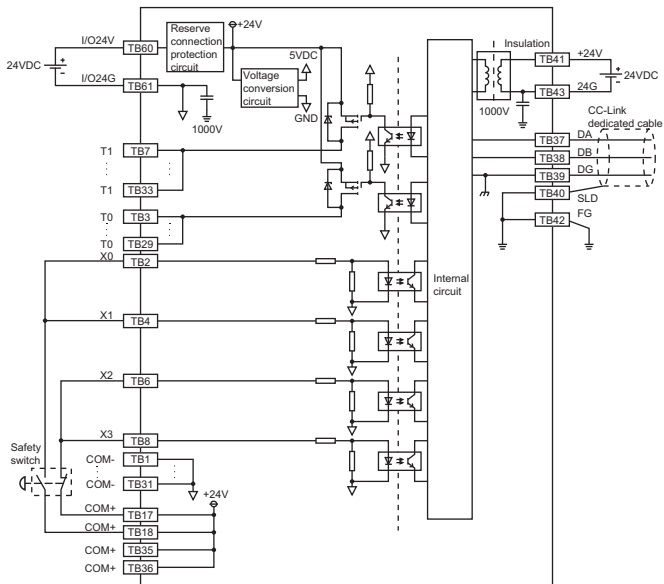 Reserve
connection
protection
circuit
+24V
I/O24V
TB60
24VDC
I/O24G
TB61
1000V
Voltage
conversion
circuit
5VDC
GND
T1
TB7
T1
TB33
T0
TB3
T0
TB29
X0
TB2
X1
TB4
X2
TB6
X3
TB8
Safety
switch
COM-
TB1
COM-
TB31
+24V
COM+
TB17
COM+
TB18
COM+
TB35
COM+
TB36
Internal
circuit
Insulation
1000V
TB41
+24V
TB43
24G
24VDC
CC-Link
dedicated cable
TB37
DA
TB38
DB
TB39
DG
TB40
SLD
TB42
FG